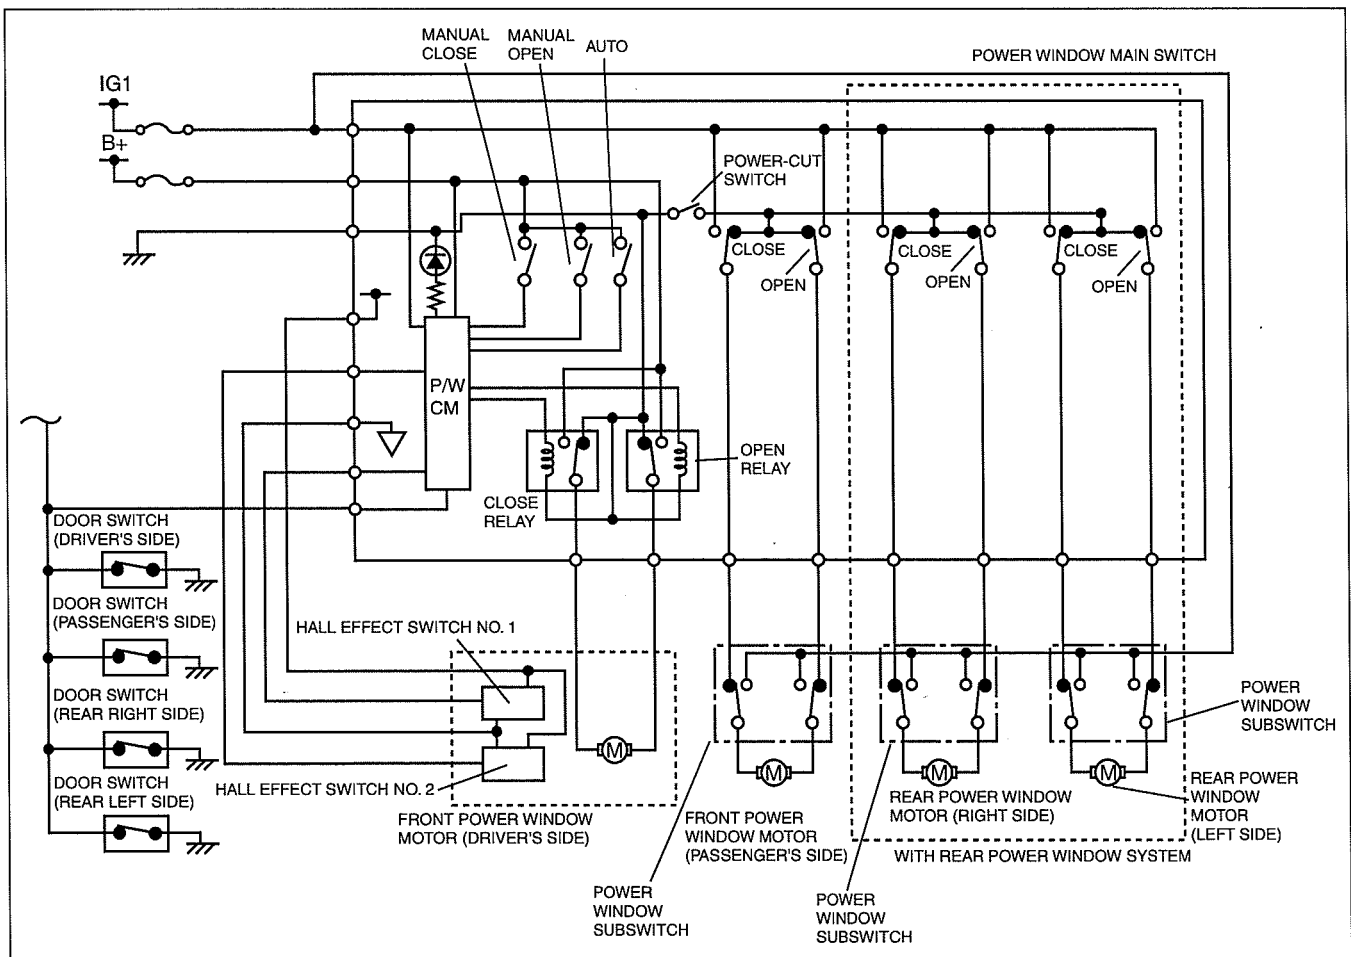 MANUAL
CLOSE
MANUAL
OPEN
AUTO
POWER WINDOW MAIN SWITCH
IG1
B+
POWER-CUT
SWITCH
CLOSE
OPEN
CLOSE
OPEN
CLOSE
OPEN
P/W
CM
OPEN
RELAY
CLOSE
RELAY
DOOR SWITCH
(DRIVER'S SIDE)
DOOR SWITCH
(PASSENGER'S SIDE)
DOOR SWITCH
(REAR RIGHT SIDE)
DOOR SWITCH
(REAR LEFT SIDE)
HALL EFFECT SWITCH NO. 1
HALL EFFECT SWITCH NO. 2
M
FRONT POWER WINDOW
MOTOR (DRIVER'S SIDE)
M
FRONT POWER
WINDOW MOTOR
(PASSENGER'S SIDE)
M
REAR POWER WINDOW
MOTOR (RIGHT SIDE)
M
REAR POWER
WINDOW
MOTOR
(LEFT SIDE)
POWER
WINDOW
SUBSWITCH
WITH REAR POWER WINDOW SYSTEM
POWER
WINDOW
SUBSWITCH
POWER
WINDOW
SUBSWITCH